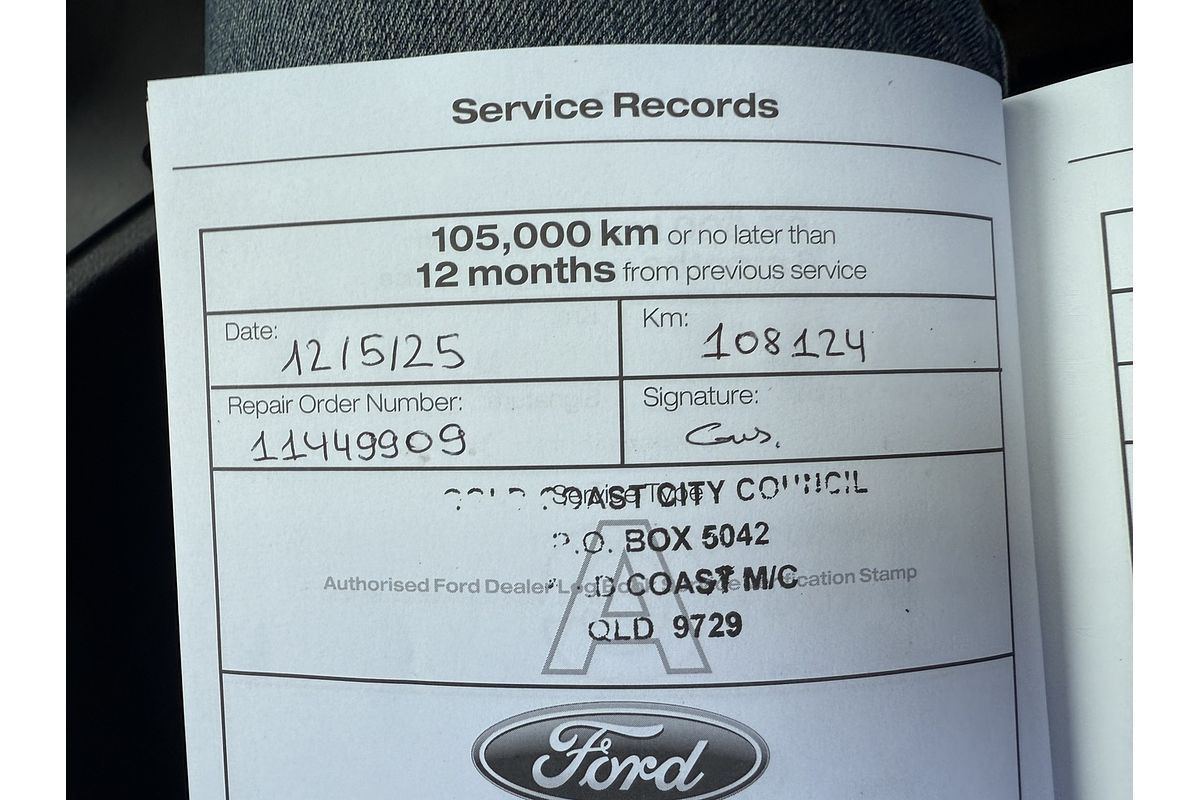 Service Records
105,000 km or no later than
12 months from previous service
Date: 12/5/25
Km: 108124
Repair Order Number: 11449909
Signature: Gus.
Service Type
COAST CITY COUNCIL
P.O. BOX 5042
COAST M/C
QLD 9729
A
Authorised Ford Dealer Log Stamp
Ford